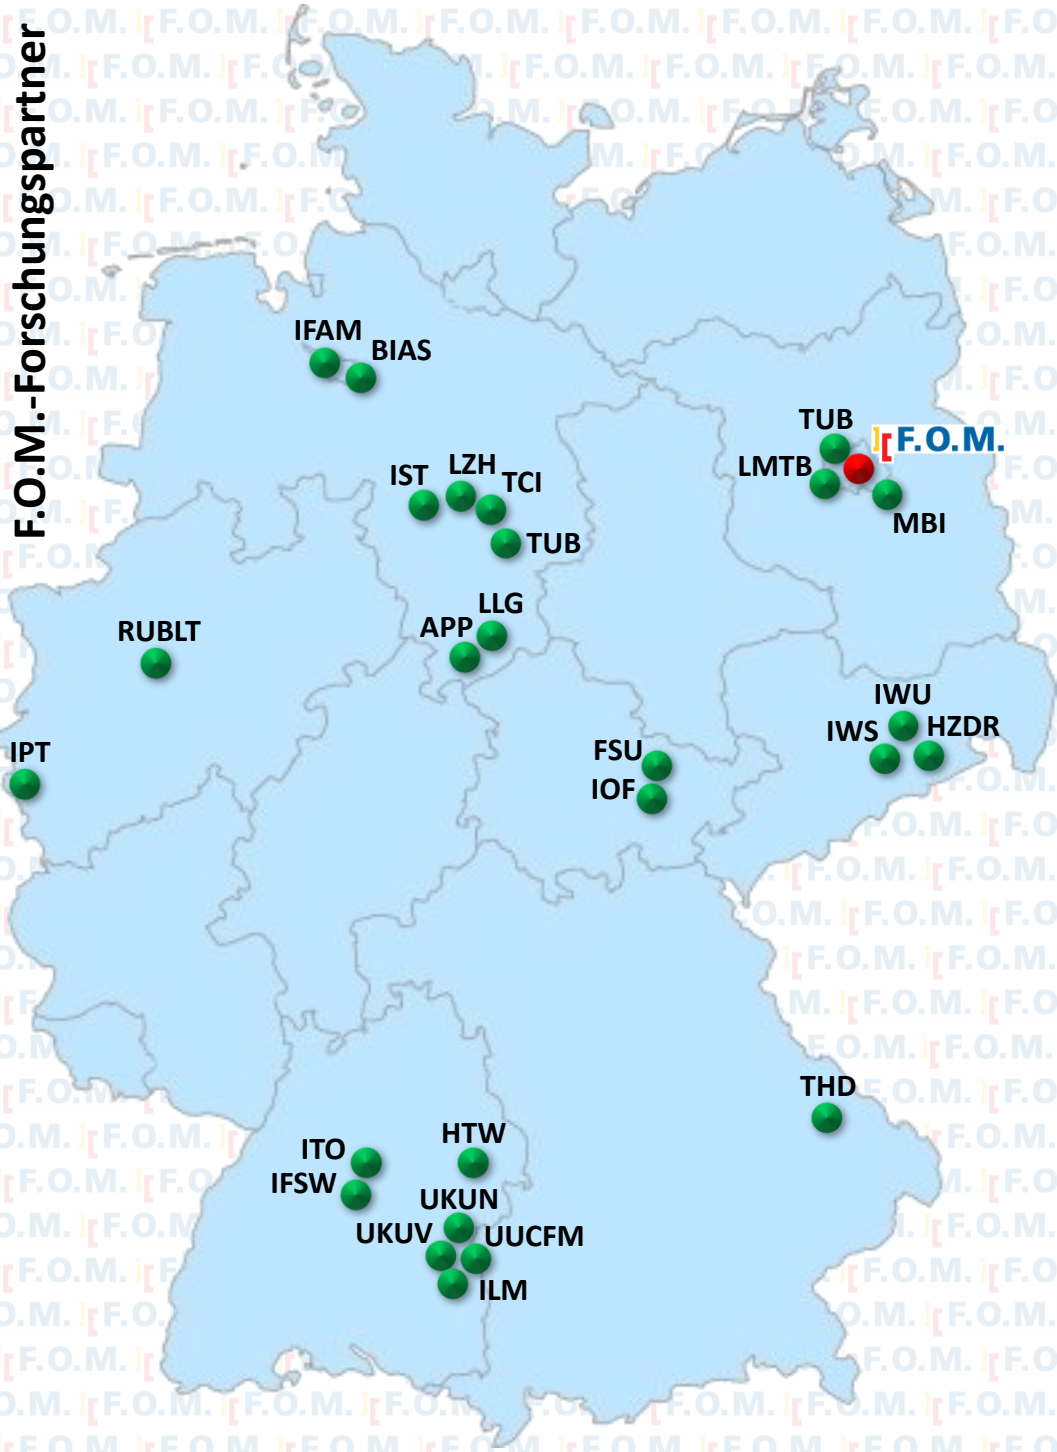 F.O.M.-Forschungspartner
IFAM
BIAS
TUB
F.O.M.
LMTB
MBI
IST
LZH
TCI
TUB
LLG
APP
RUBLT
IPT
IWU
IWS
HZDR
FSU
IOF
THD
ITO
IFSW
HTW
UKUN
UKUV
UUCFM
ILM